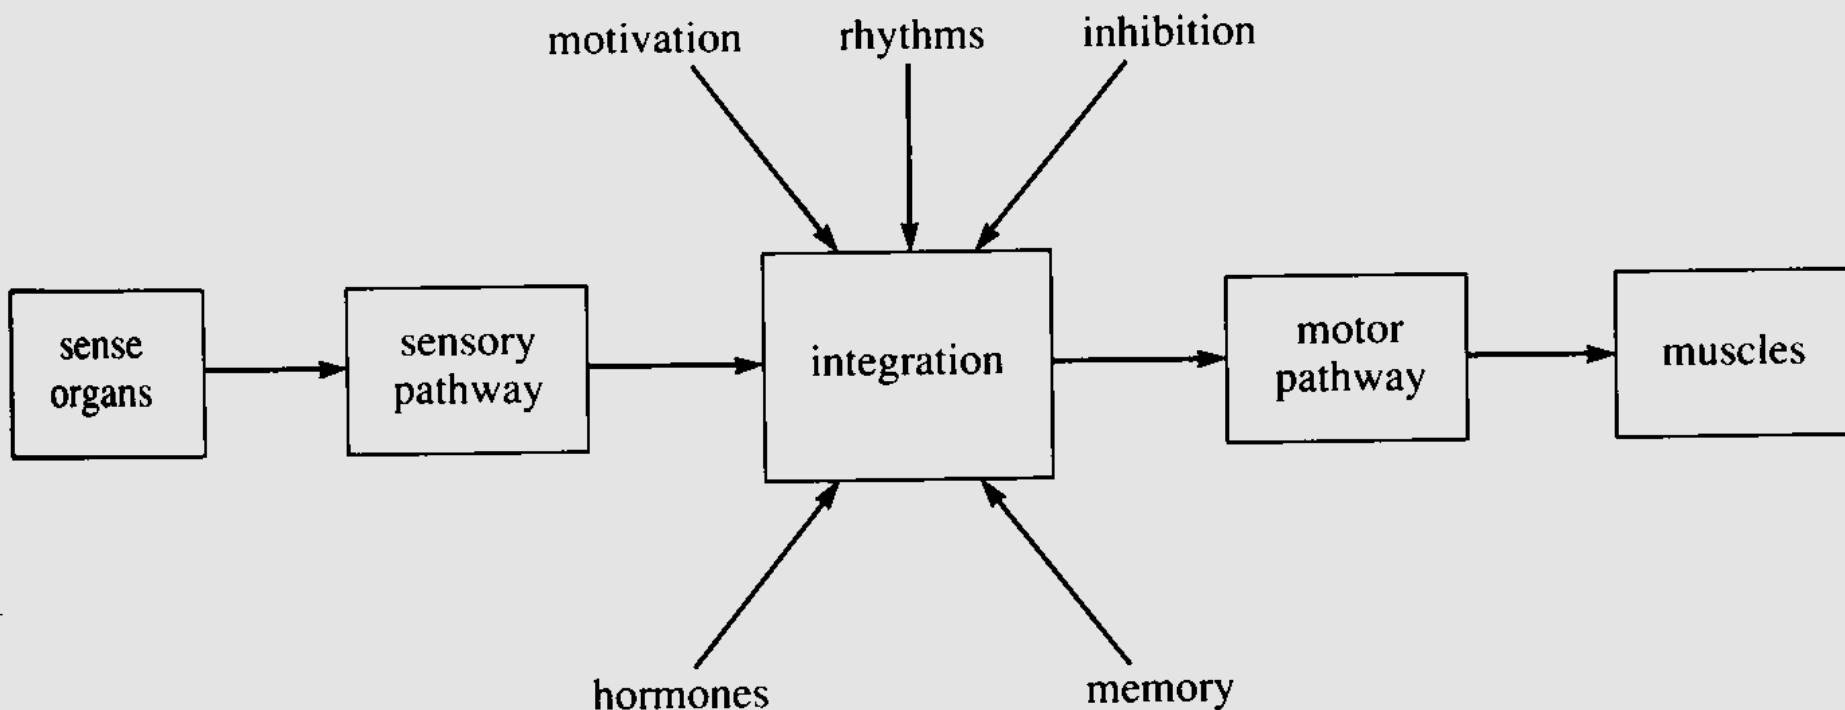 motivation
rhythms
inhibition
sense
organs
sensory
pathway
integration
motor
pathway
muscles
hormones
memory